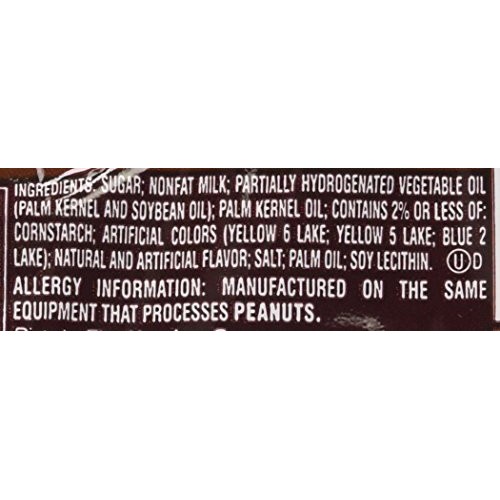 INGREDIENTS: SUGAR; NONFAT MILK; PARTIALLY HYDROGENATED VEGETABLE OIL
(PALM KERNEL AND SOYBEAN OIL); PALM KERNEL OIL; CONTAINS 2% OR LESS OF:
CORNSTARCH; ARTIFICIAL COLORS (YELLOW 6 LAKE; YELLOW 5 LAKE; BLUE 2
LAKE); NATURAL AND ARTIFICIAL FLAVOR; SALT; PALM OIL; SOY LECITHIN. U D
ALLERGY INFORMATION: MANUFACTURED ON THE SAME
EQUIPMENT THAT PROCESSES PEANUTS.